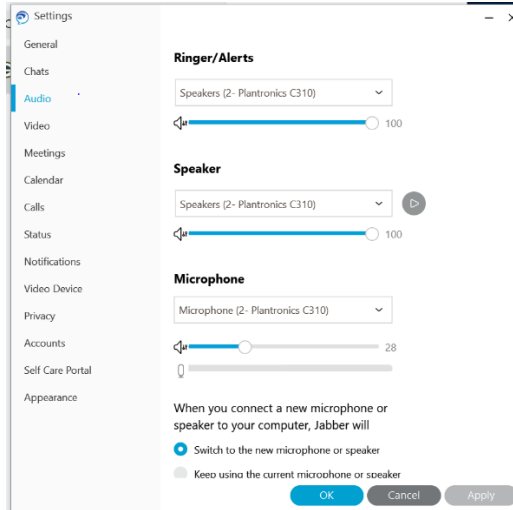 Settings
General
Chats
Audio
Video
Meetings
Calendar
Calls
Status
Notifications
Video Device
Privacy
Accounts
Self Care Portal
Appearance
Ringer/Alerts
Speakers (2- Plantronics C310)
100
Speaker
Speakers (2- Plantronics C310)
100
Microphone
Microphone (2- Plantronics C310)
28
When you connect a new microphone or
speaker to your computer, Jabber will
Switch to the new microphone or speaker
Keep using the current microphone or speaker
OK
Cancel
Apply